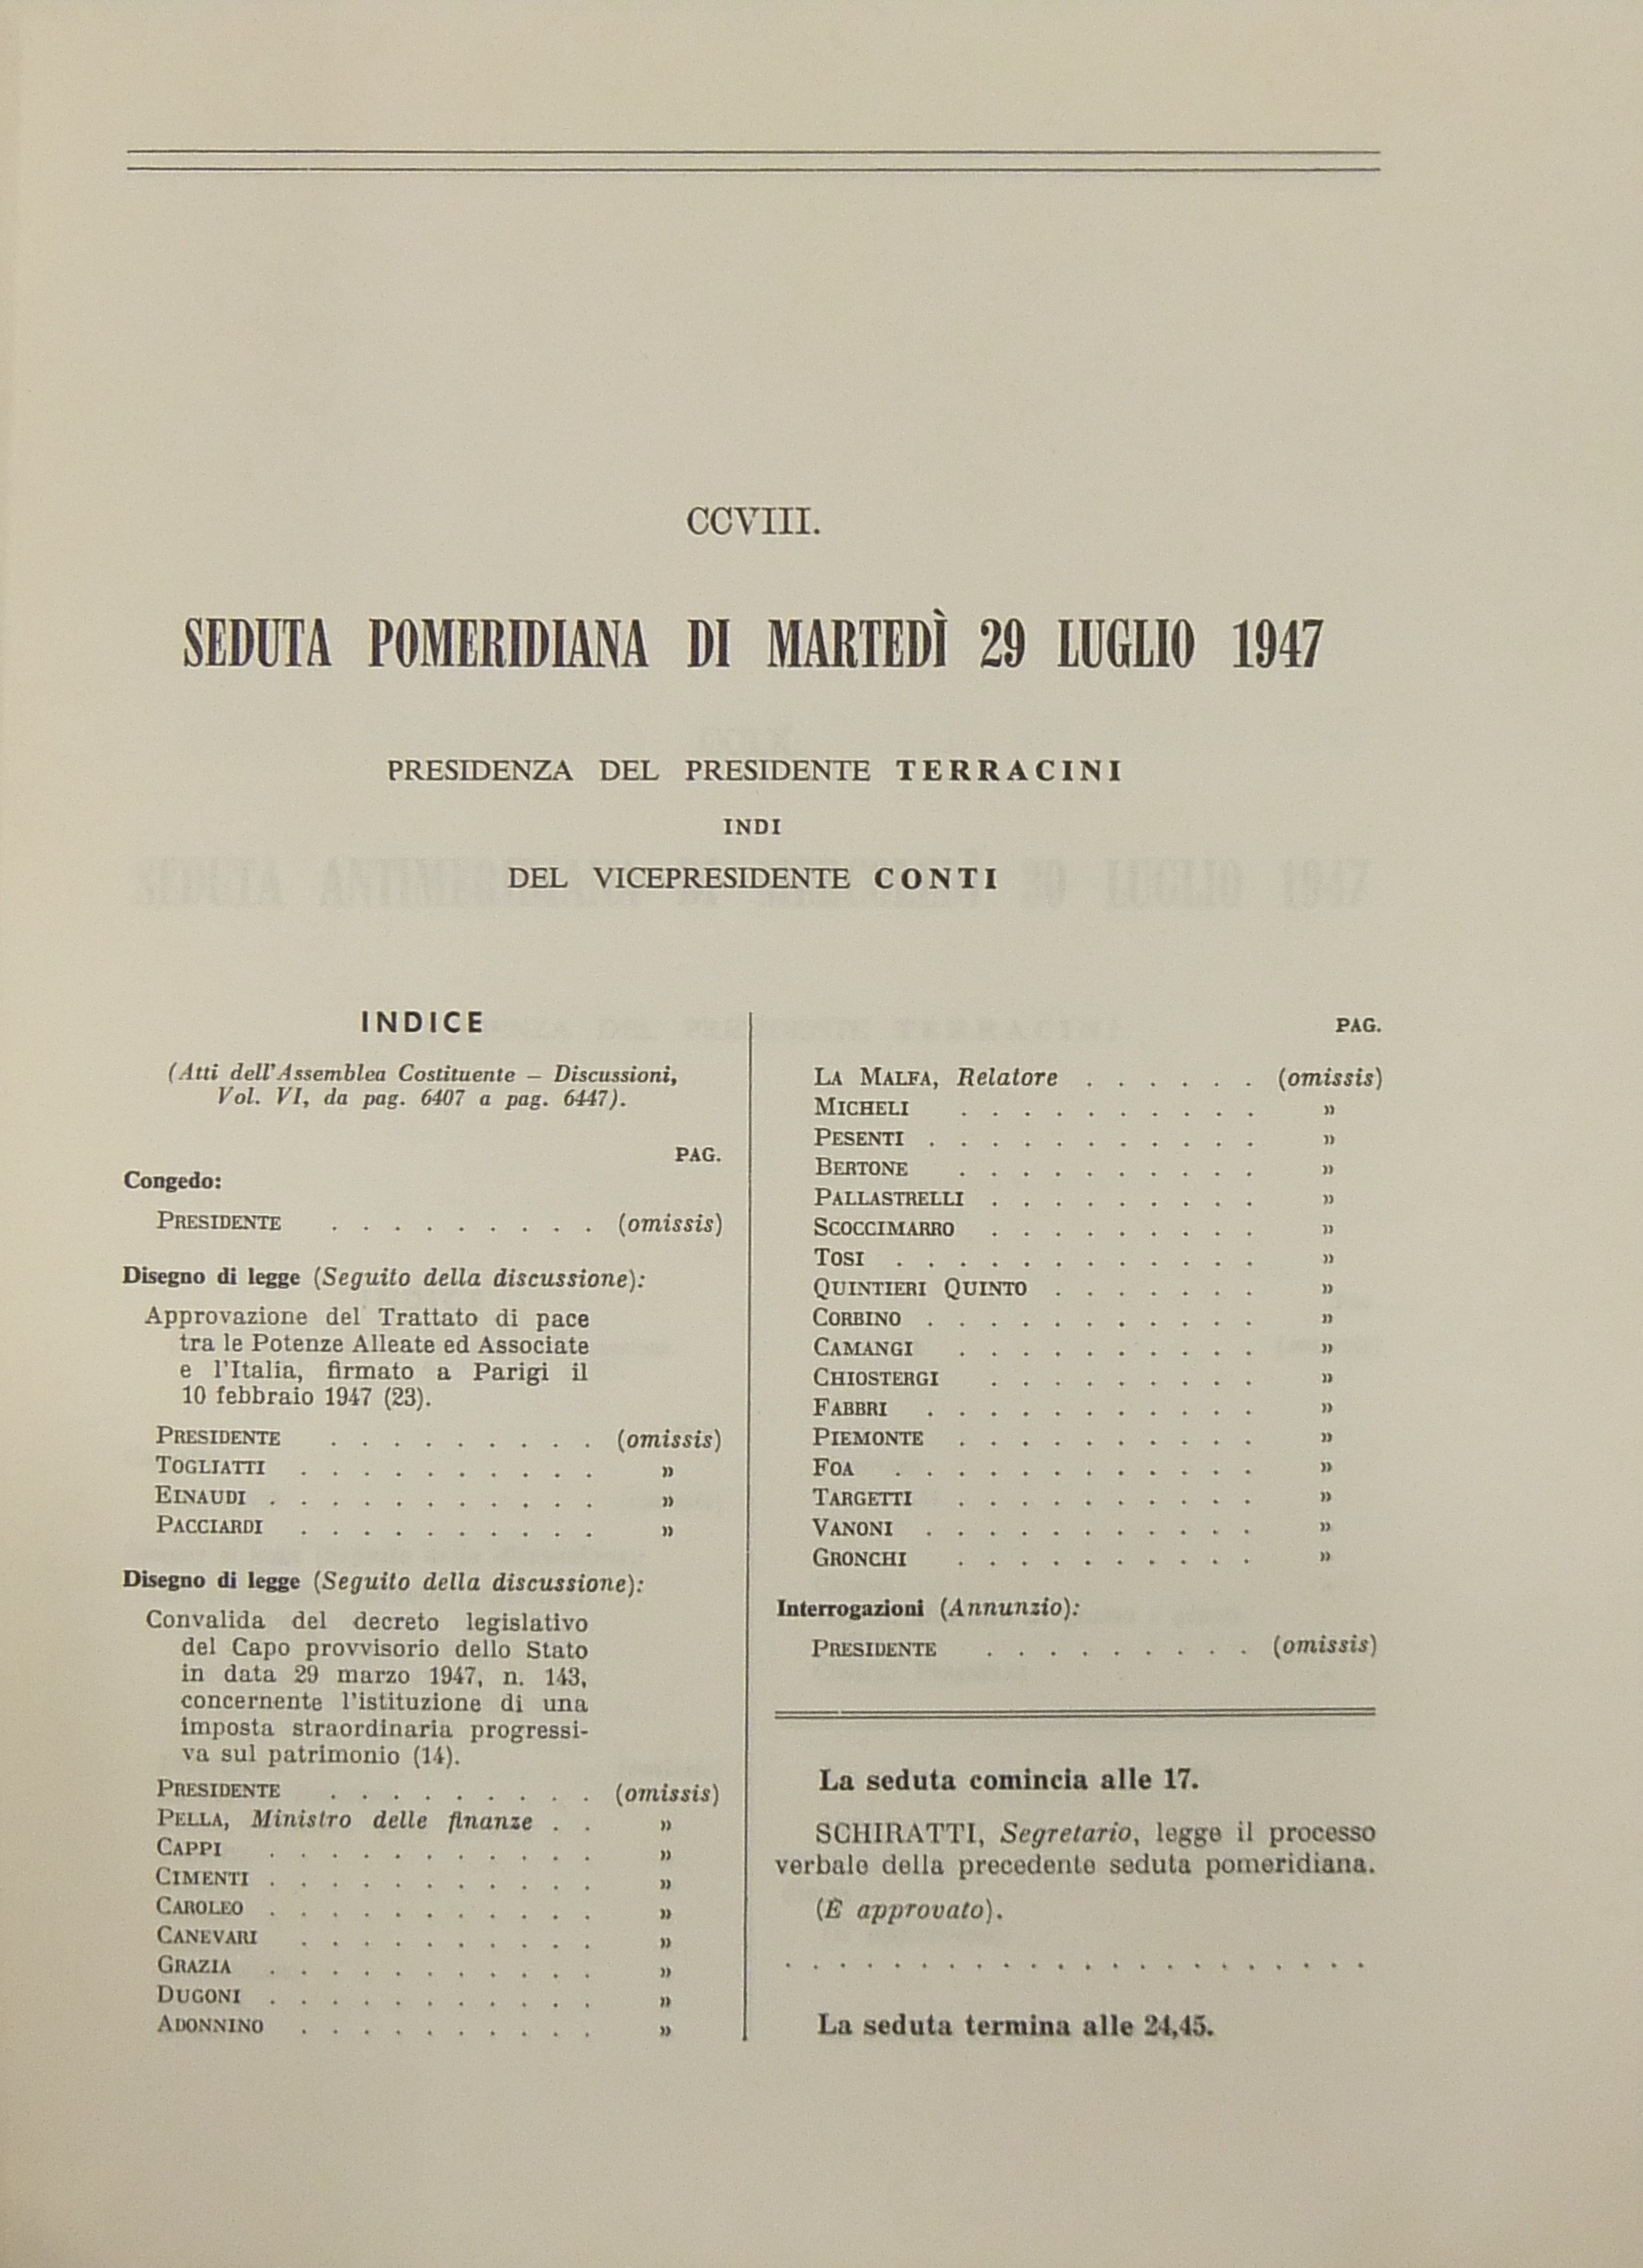 CCVIII.
SEDUTA POMERIDIANA DI MARTEDÌ 29 LUGLIO 1947
PRESIDENZA DEL PRESIDENTE TERRACINI
INDI
DEL VICEPRESIDENTE CONTI
INDICE
(Atti dell'Assemblea Costituente – Discussioni,
Vol. VI, da pag. 6407 a pag. 6447).
PAG.
Congedo:
PRESIDENTE . . . . . . . . . (omissis)
Disegno di legge (Seguito della discussione):
Approvazione del Trattato di pace
tra le Potenze Alleate ed Associate
e l'Italia, firmato a Parigi il
10 febbraio 1947 (23).
PRESIDENTE . . . . . . . . . (omissis)
TOGLIATTI . . . . . . . . . . »
EINAUDI . . . . . . . . . . . »
PACCIARDI . . . . . . . . . . »
Disegno di legge (Seguito della discussione):
Convalida del decreto legislativo
del Capo provvisorio dello Stato
in data 29 marzo 1947, n. 143,
concernente l'istituzione di una
imposta straordinaria progressi-
va sul patrimonio (14).
PRESIDENTE . . . . . . . . . (omissis)
PELLA, Ministro delle finanze . . »
CAPPI . . . . . . . . . . . »
CIMENTI . . . . . . . . . . . »
CAROLEO . . . . . . . . . . . »
CANEVARI . . . . . . . . . . »
GRAZIA . . . . . . . . . . . »
DUGONI . . . . . . . . . . . »
ADONNINO . . . . . . . . . . »
PAG.
LA MALFA, Relatore . . . . . . (omissis)
MICHELI . . . . . . . . . . »
PESENTI . . . . . . . . . . . »
BERTONE . . . . . . . . . . »
PALLASTRELLI . . . . . . . . . »
SCOCCIMARRO . . . . . . . . . »
TOSI . . . . . . . . . . . . »
QUINTIERI QUINTO . . . . . . . »
CORBINO . . . . . . . . . . . »
CAMANGI . . . . . . . . . . »
CHIOSTERGI . . . . . . . . . »
FABBRI . . . . . . . . . . . »
PIEMONTE . . . . . . . . . . »
FOA . . . . . . . . . . . . »
TARGETTI . . . . . . . . . . »
VANONI . . . . . . . . . . . »
GRONCHI . . . . . . . . . . »
Interrogazioni (Annunzio):
PRESIDENTE . . . . . . . . . (omissis)
La seduta comincia alle 17.
SCHIRATTI, Segretario, legge il processo
verbale della precedente seduta pomeridiana.
(È approvato).
. . . . . . . . . . . . . . . . . . . . . .
La seduta termina alle 24,45.